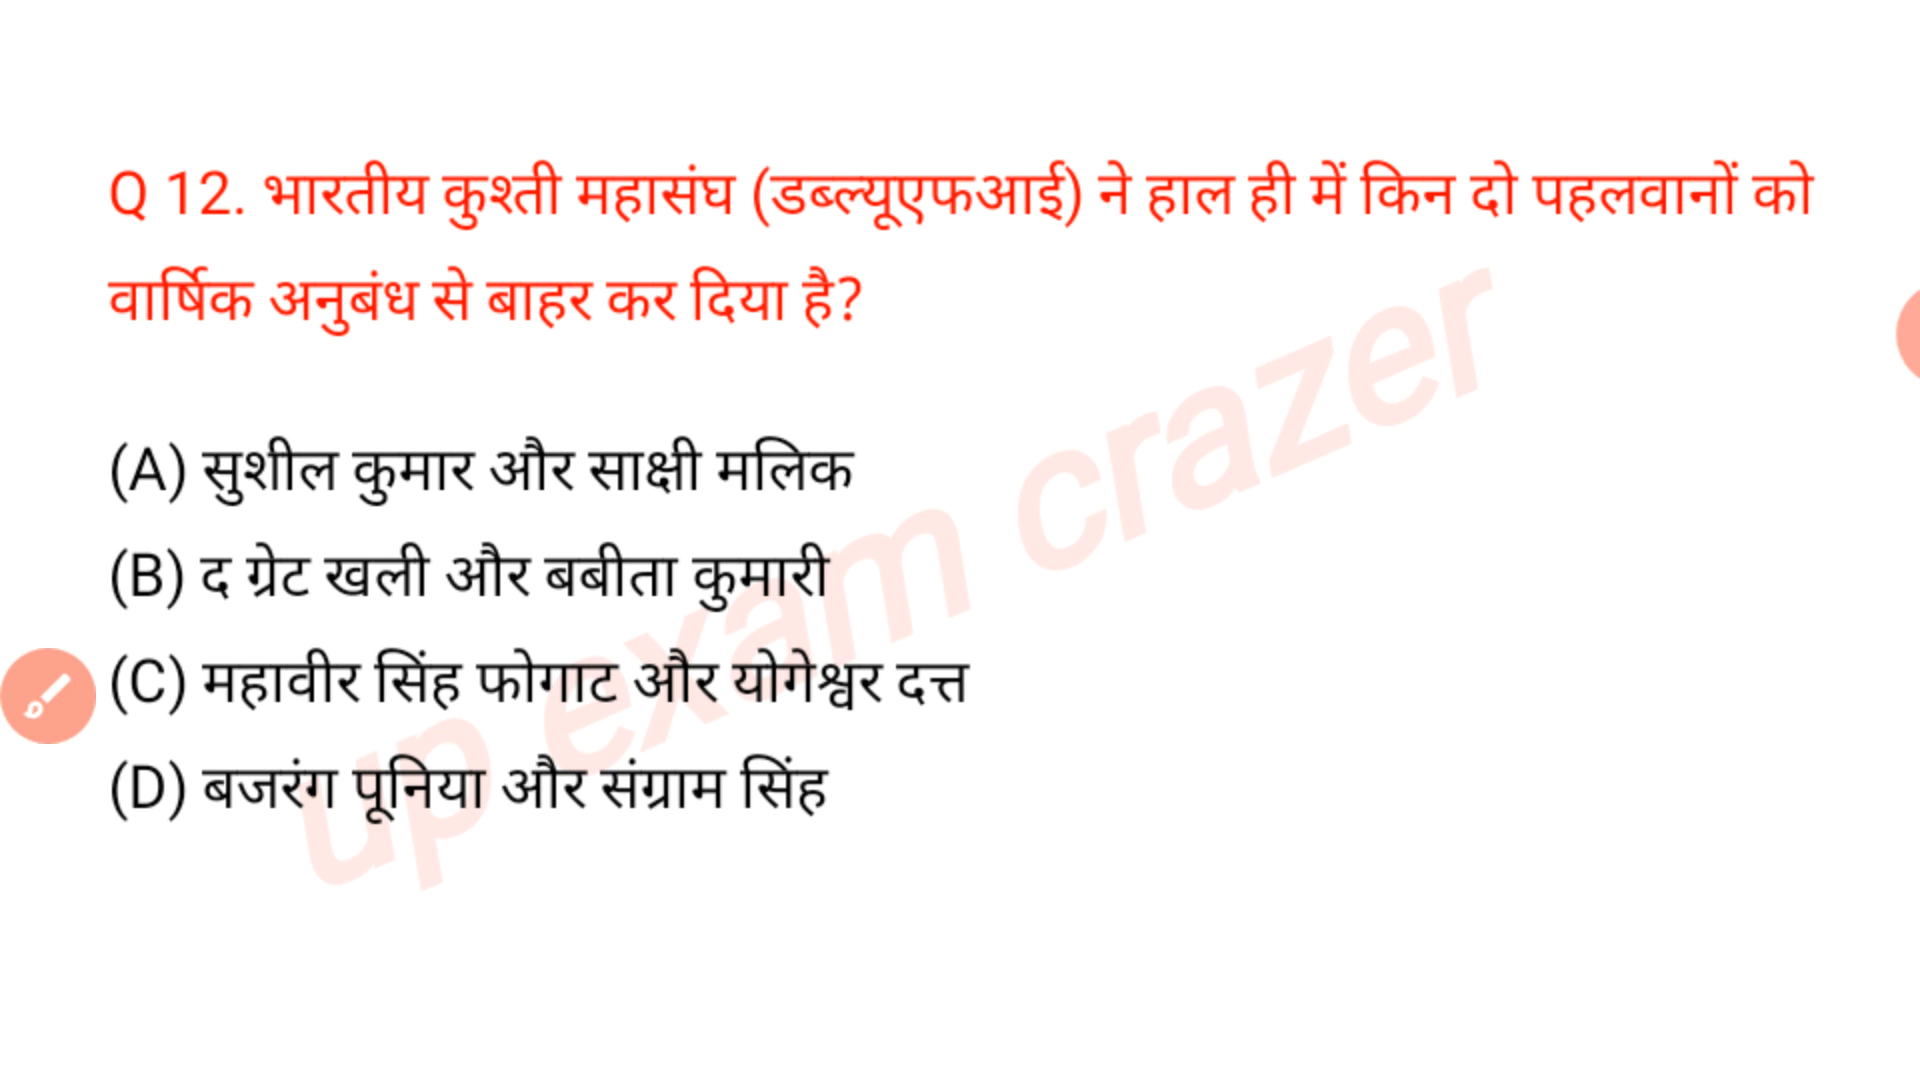 Q 12. भारतीय कुश्ती महासंघ (डब्ल्यूएफआई) ने हाल ही में किन दो पहलवानों को
वार्षिक अनुबंध से बाहर कर दिया है?
(A) सुशील कुमार और साक्षी मलिक
(B) द ग्रेट खली और बबीता कुमारी
(C) महावीर सिंह फोगाट और योगेश्वर दत्त
(D) बजरंग पूनिया और संग्राम सिंह
up exam crazer